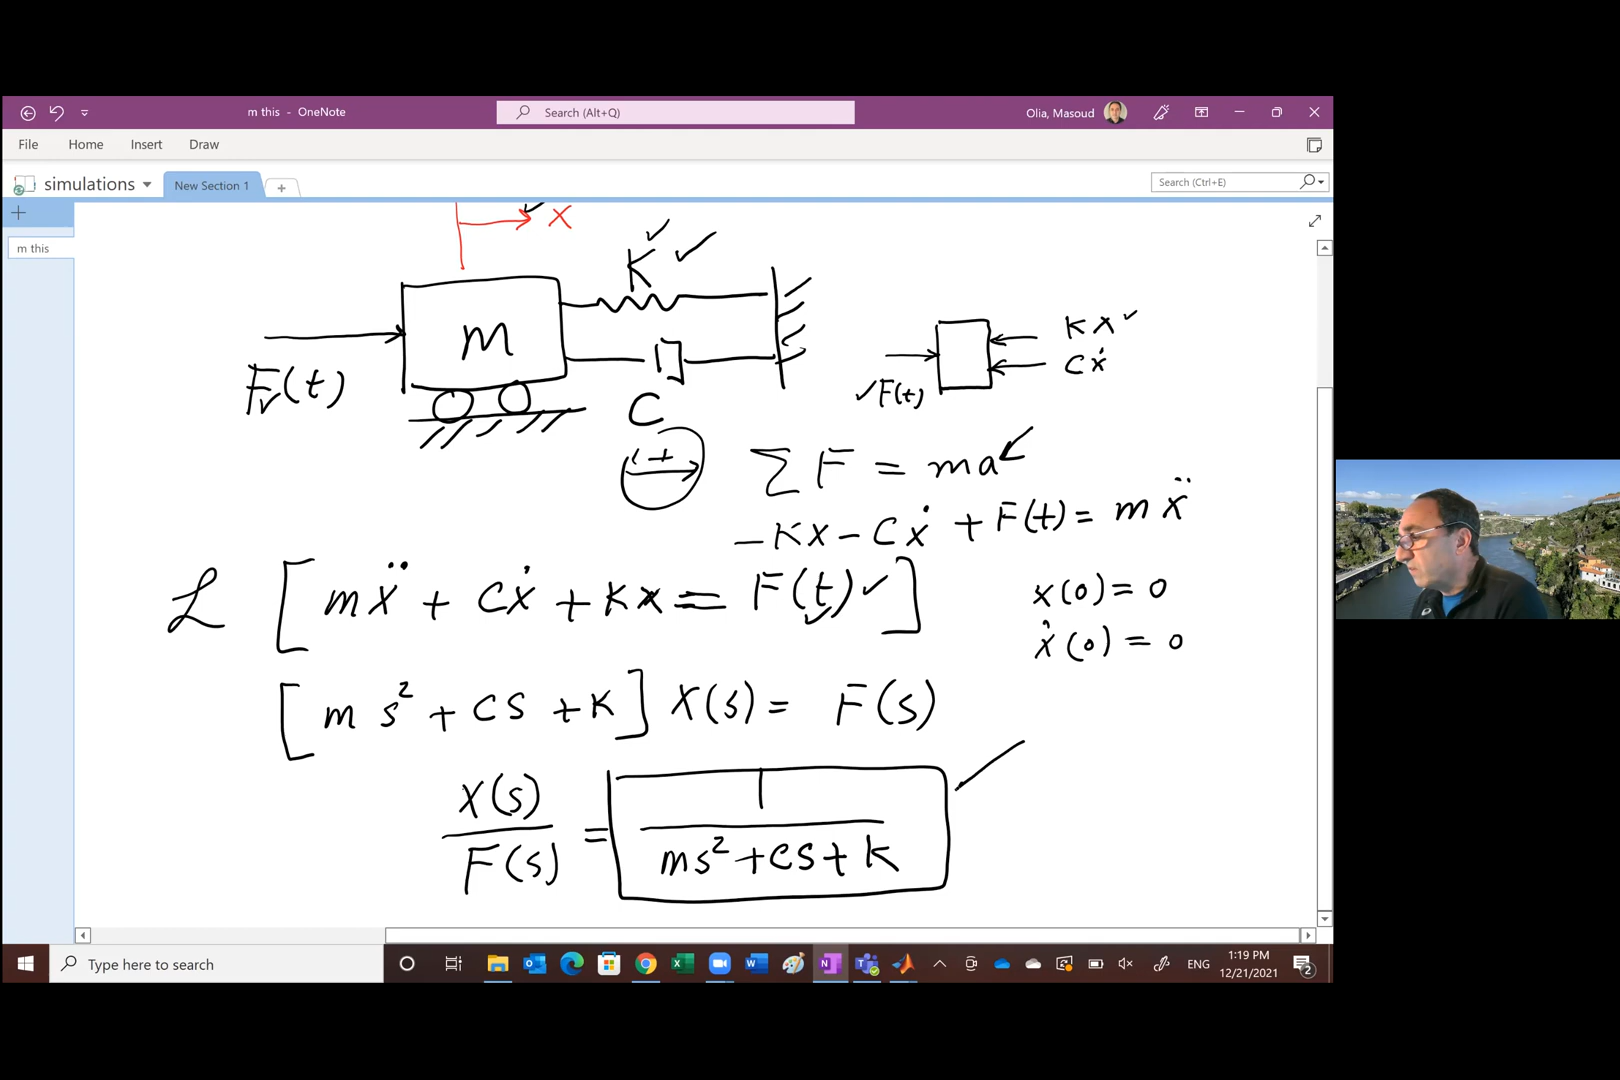 m this - OneNote
Search (Alt+Q)
Olia, Masoud
File Home Insert Draw
simulations
New Section 1
Search (Ctrl+E)
m this
x
K
m
F(t)
C
Kx
Cẋ
F(t)
+
∑F = ma
-Kx - Cẋ + F(t) = mẍ
ℒ [mẍ + Cẋ + Kx = F(t)]
x(0) = 0
ẋ(0) = 0
[ms² + Cs + K] X(s) = F(s)
X(s)/F(s) = 1/(ms² + Cs + K)
Type here to search
ENG
1:19 PM
12/21/2021
2